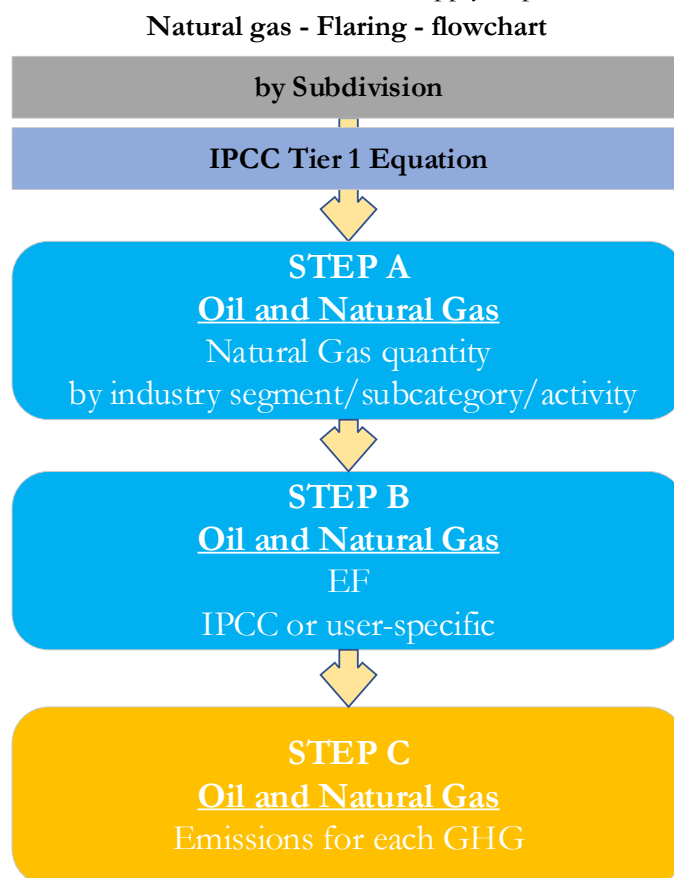 Natural gas - Flaring - flowchart
by Subdivision
IPCC Tier 1 Equation
STEP A
Oil and Natural Gas
Natural Gas quantity
by industry segment/subcategory/activity
STEP B
Oil and Natural Gas
EF
IPCC or user-specific
STEP C
Oil and Natural Gas
Emissions for each GHG